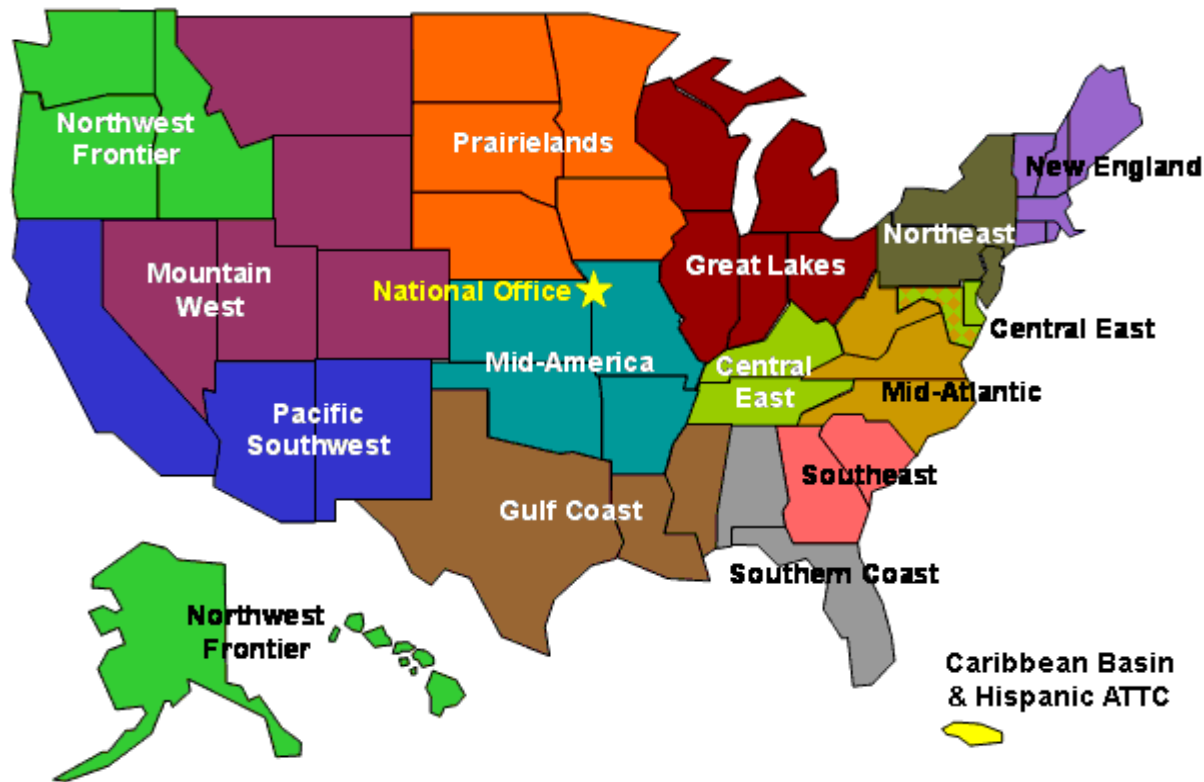 Northwest
Frontier
Prairielands
New England
Northeast
Mountain
West
National Office
Great Lakes
Central East
Mid-America
Central
East
Mid-Atlantic
Pacific
Southwest
Southeast
Gulf Coast
Southern Coast
Northwest
Frontier
Caribbean Basin
& Hispanic ATTC